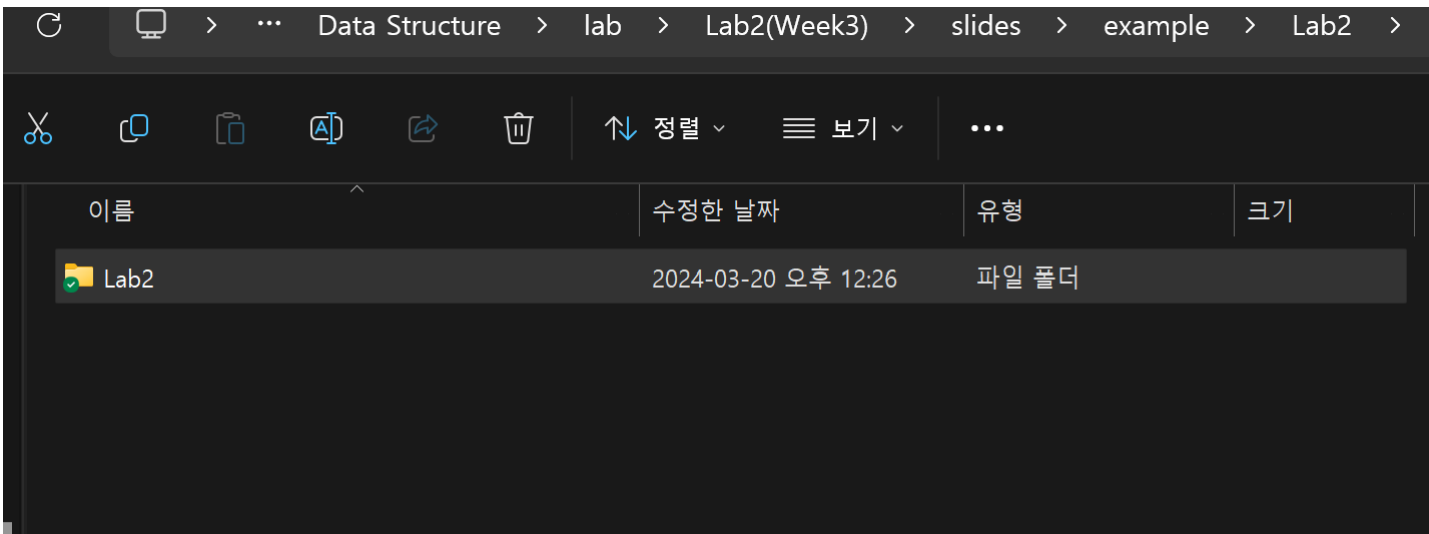 Data Structure > lab > Lab2(Week3) > slides > example > Lab2 >
정렬 보기
이름 수정한 날짜 유형 크기
Lab2 2024-03-20 오후 12:26 파일 폴더